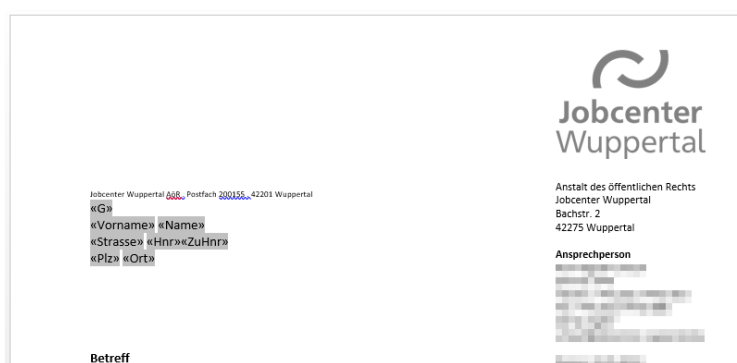 Jobcenter
Wuppertal
Jobcenter Wuppertal AöR, Postfach 200155, 42201 Wuppertal
«G»
«Vorname» «Name»
«Strasse» «Hnr»«ZuHnr»
«Plz» «Ort»
Anstalt des öffentlichen Rechts
Jobcenter Wuppertal
Bachstr. 2
42275 Wuppertal
Ansprechperson
Betreff